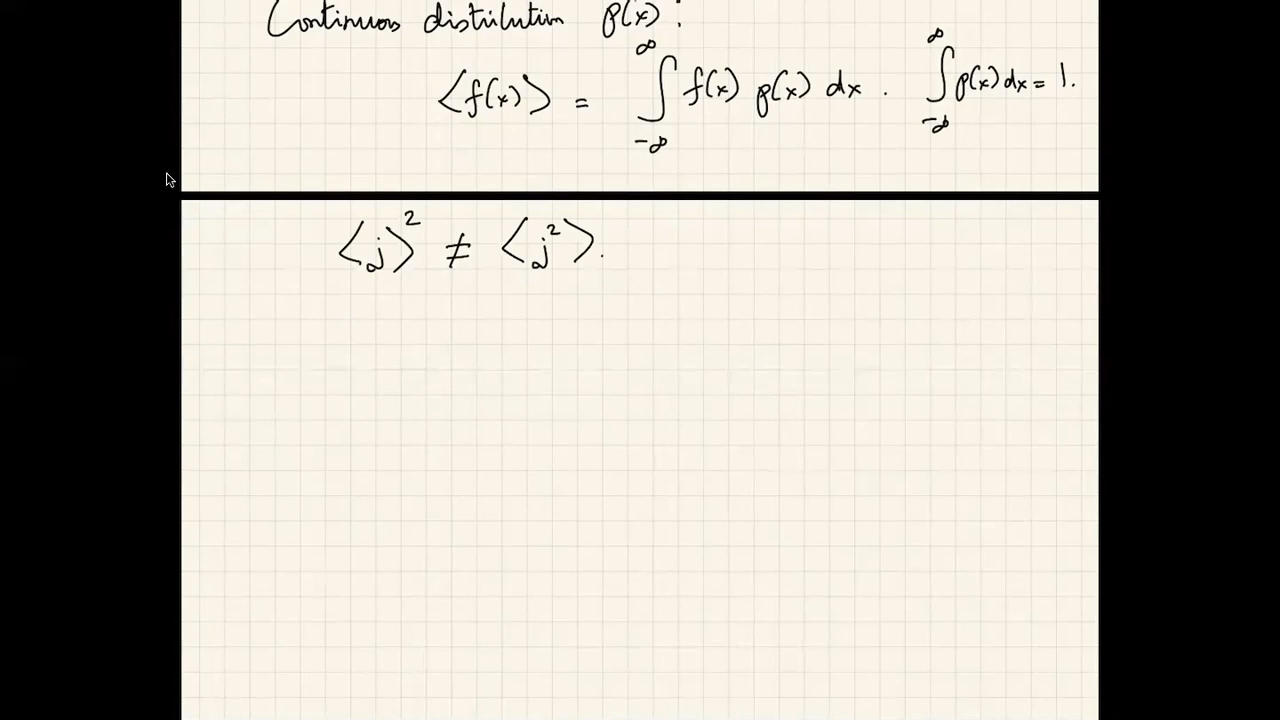 Continuous distribution ρ(x) :
⟨f(x)⟩ = ∫_{-∞}^{∞} f(x) ρ(x) dx . ∫_{-∞}^{∞} ρ(x) dx = 1.
⟨j⟩² ≠ ⟨j²⟩.